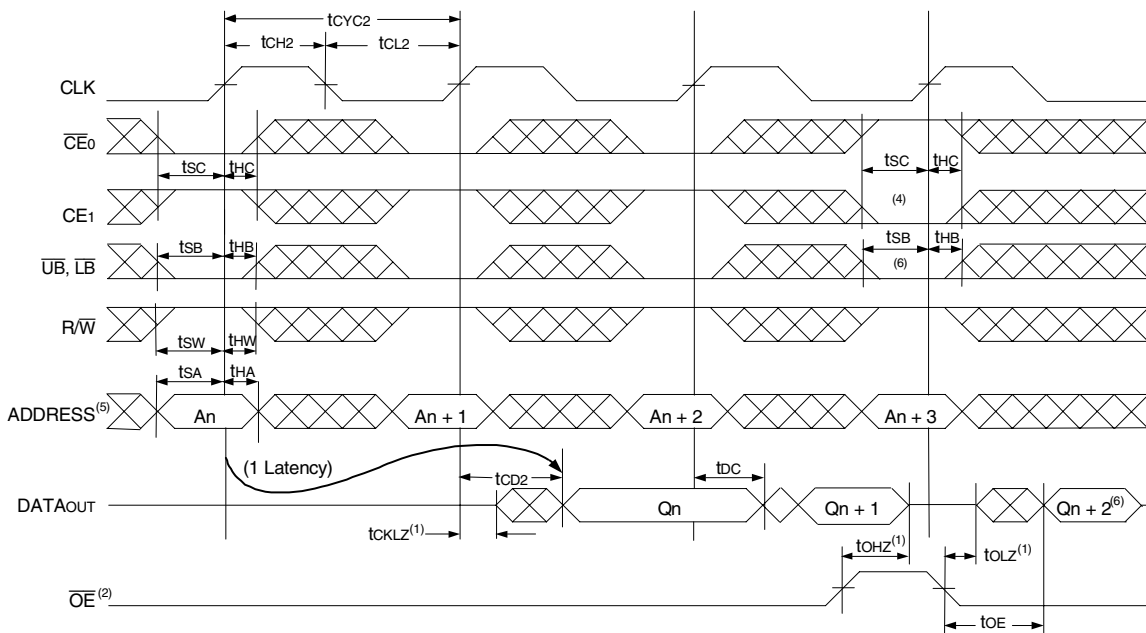 tCYC2
tCH2 tCL2
CLK
CE0
tSC tHC tSC tHC
CE1 (4)
tSB tHB tSB tHB
UB, LB (6)
R/W
tSW tHW
tSA tHA
ADDRESS(5) An An + 1 An + 2 An + 3
(1 Latency) tCD2 tDC
DATAOUT Qn Qn + 1 Qn + 2(6)
tCKLZ(1) tOHZ(1) tOLZ(1)
OE(2)
tOE